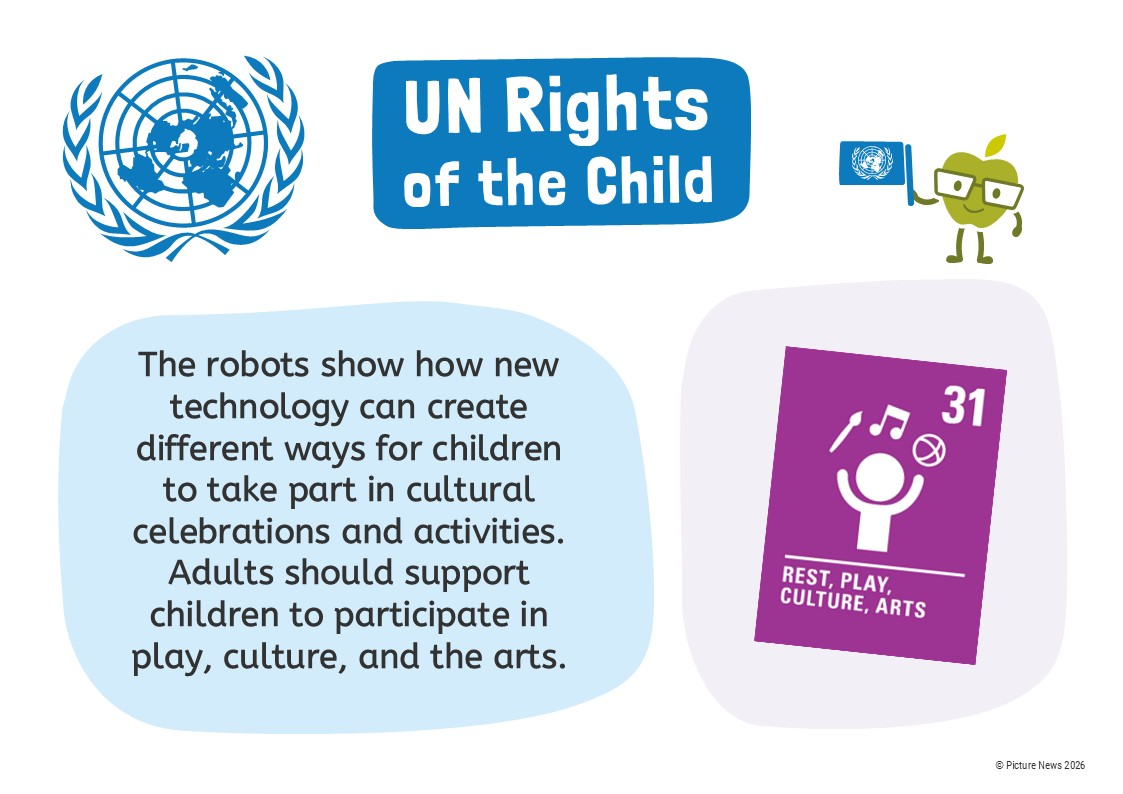 UN Rights
of the Child
The robots show how new
technology can create
different ways for children
to take part in cultural
celebrations and activities.
Adults should support
children to participate in
play, culture, and the arts.
31
REST, PLAY,
CULTURE, ARTS
© Picture News 2026